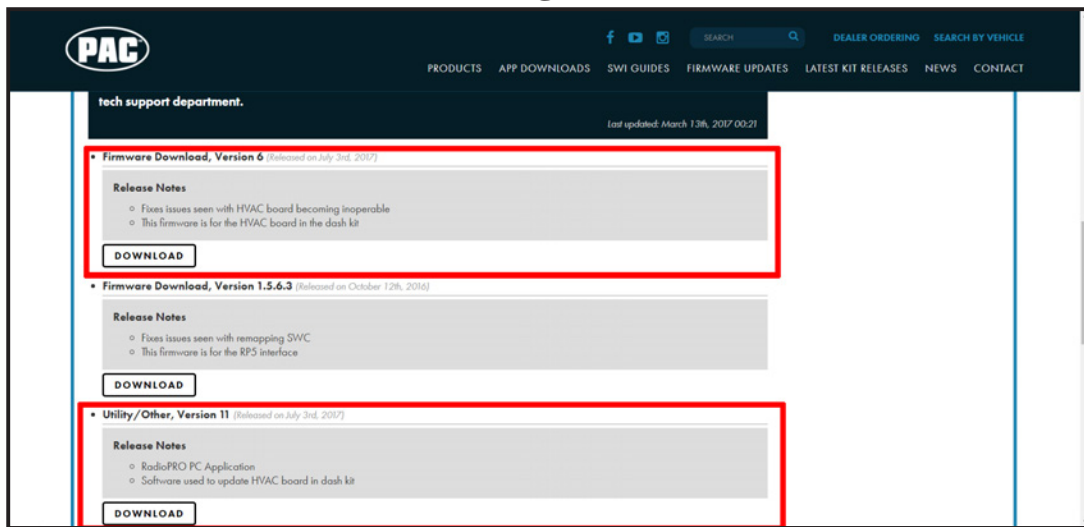 PAC
SEARCH
DEALER ORDERING SEARCH BY VEHICLE
PRODUCTS APP DOWNLOADS SWI GUIDES FIRMWARE UPDATES LATEST KIT RELEASES NEWS CONTACT
tech support department.
Last updated: March 13th, 2017 00:21
Firmware Download, Version 6 (Released on July 3rd, 2017)
Release Notes
Fixes issues seen with HVAC board becoming inoperable
This firmware is for the HVAC board in the dash kit
DOWNLOAD
Firmware Download, Version 1.5.6.3 (Released on October 12th, 2016)
Release Notes
Fixes issues seen with remapping SWC
This firmware is for the RP5 interface
DOWNLOAD
Utility/Other, Version 11 (Released on July 3rd, 2017)
Release Notes
RadioPRO PC Application
Software used to update HVAC board in dash kit
DOWNLOAD